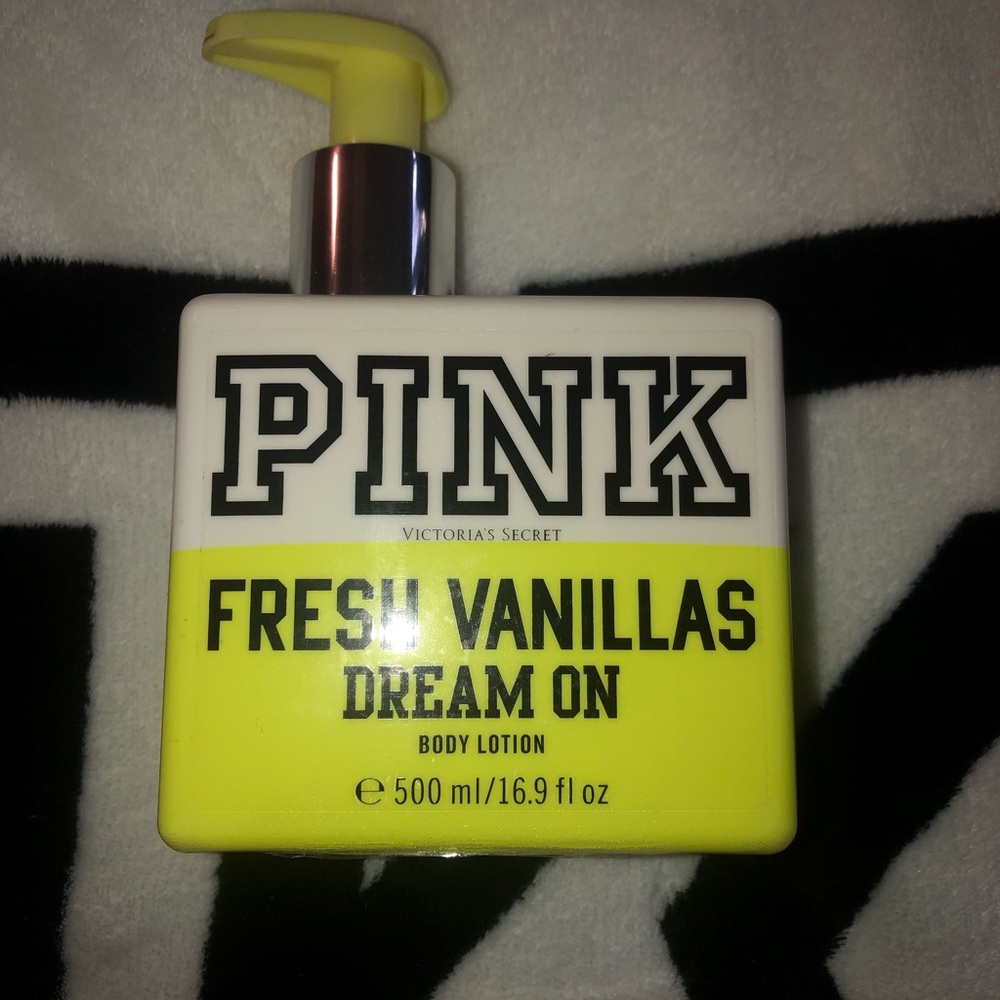 PINK
VICTORIA'S SECRET
FRESH VANILLAS
DREAM ON
BODY LOTION
℮ 500 ml/16.9 fl oz